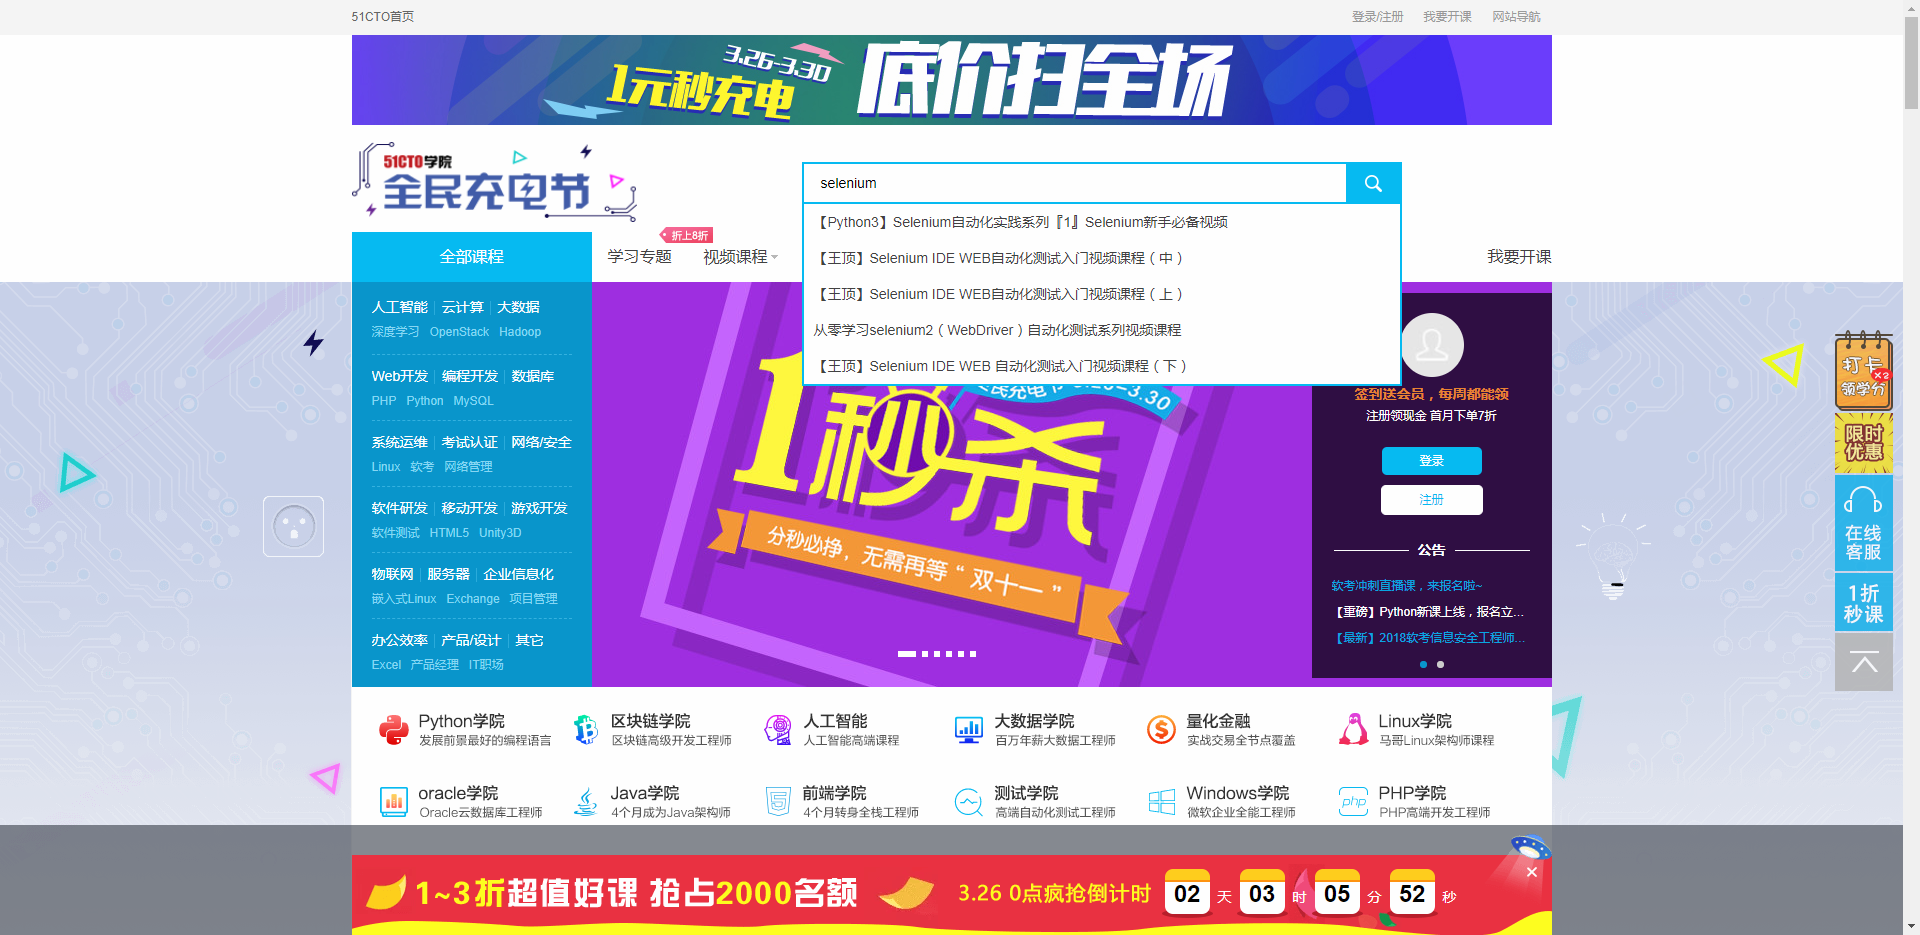 51CTO首页
登录/注册 我要开课 网站导航
3.26-3.30
1元秒充电
底价扫全场
51CTO学院
全民充电节
selenium
【Python3】Selenium自动化实践系列『1』Selenium新手必备视频
【王顶】Selenium IDE WEB自动化测试入门视频课程（中）
【王顶】Selenium IDE WEB自动化测试入门视频课程（上）
从零学习selenium2（WebDriver）自动化测试系列视频课程
【王顶】Selenium IDE WEB 自动化测试入门视频课程（下）
折上8折
全部课程 学习专题 视频课程 我要开课
人工智能 云计算 大数据
深度学习 OpenStack Hadoop
Web开发 编程开发 数据库
PHP Python MySQL
系统运维 考试认证 网络/安全
Linux 软考 网络管理
软件研发 移动开发 游戏开发
软件测试 HTML5 Unity3D
物联网 服务器 企业信息化
嵌入式Linux Exchange 项目管理
办公效率 产品/设计 其它
Excel 产品经理 IT职场
全民充电节 3.26-3.30
1秒杀
分秒必挣，无需再等“双十一”
签到送会员，每周都能领
注册领现金 首月下单7折
登录
注册
公告
软考冲刺直播课，来报名啦~
【重磅】Python新课上线，报名立...
【最新】2018软考信息安全工程师...
打卡
领学分
×2
限时
优惠
在线
客服
1折
秒课
Python学院 区块链学院 人工智能 大数据学院 量化金融 Linux学院
发展前景最好的编程语言 区块链高级开发工程师 人工智能高端课程 百万年薪大数据工程师 实战交易全节点覆盖 马哥Linux架构师课程
oracle学院 Java学院 前端学院 测试学院 Windows学院 php PHP学院
Oracle云数据库工程师 4个月成为Java架构师 4个月转身全栈工程师 高端自动化测试工程师 微软企业全能工程师 PHP高端开发工程师
1~3折超值好课 抢占2000名额 3.26 0点疯抢倒计时 02 天 03 时 05 分 52 秒